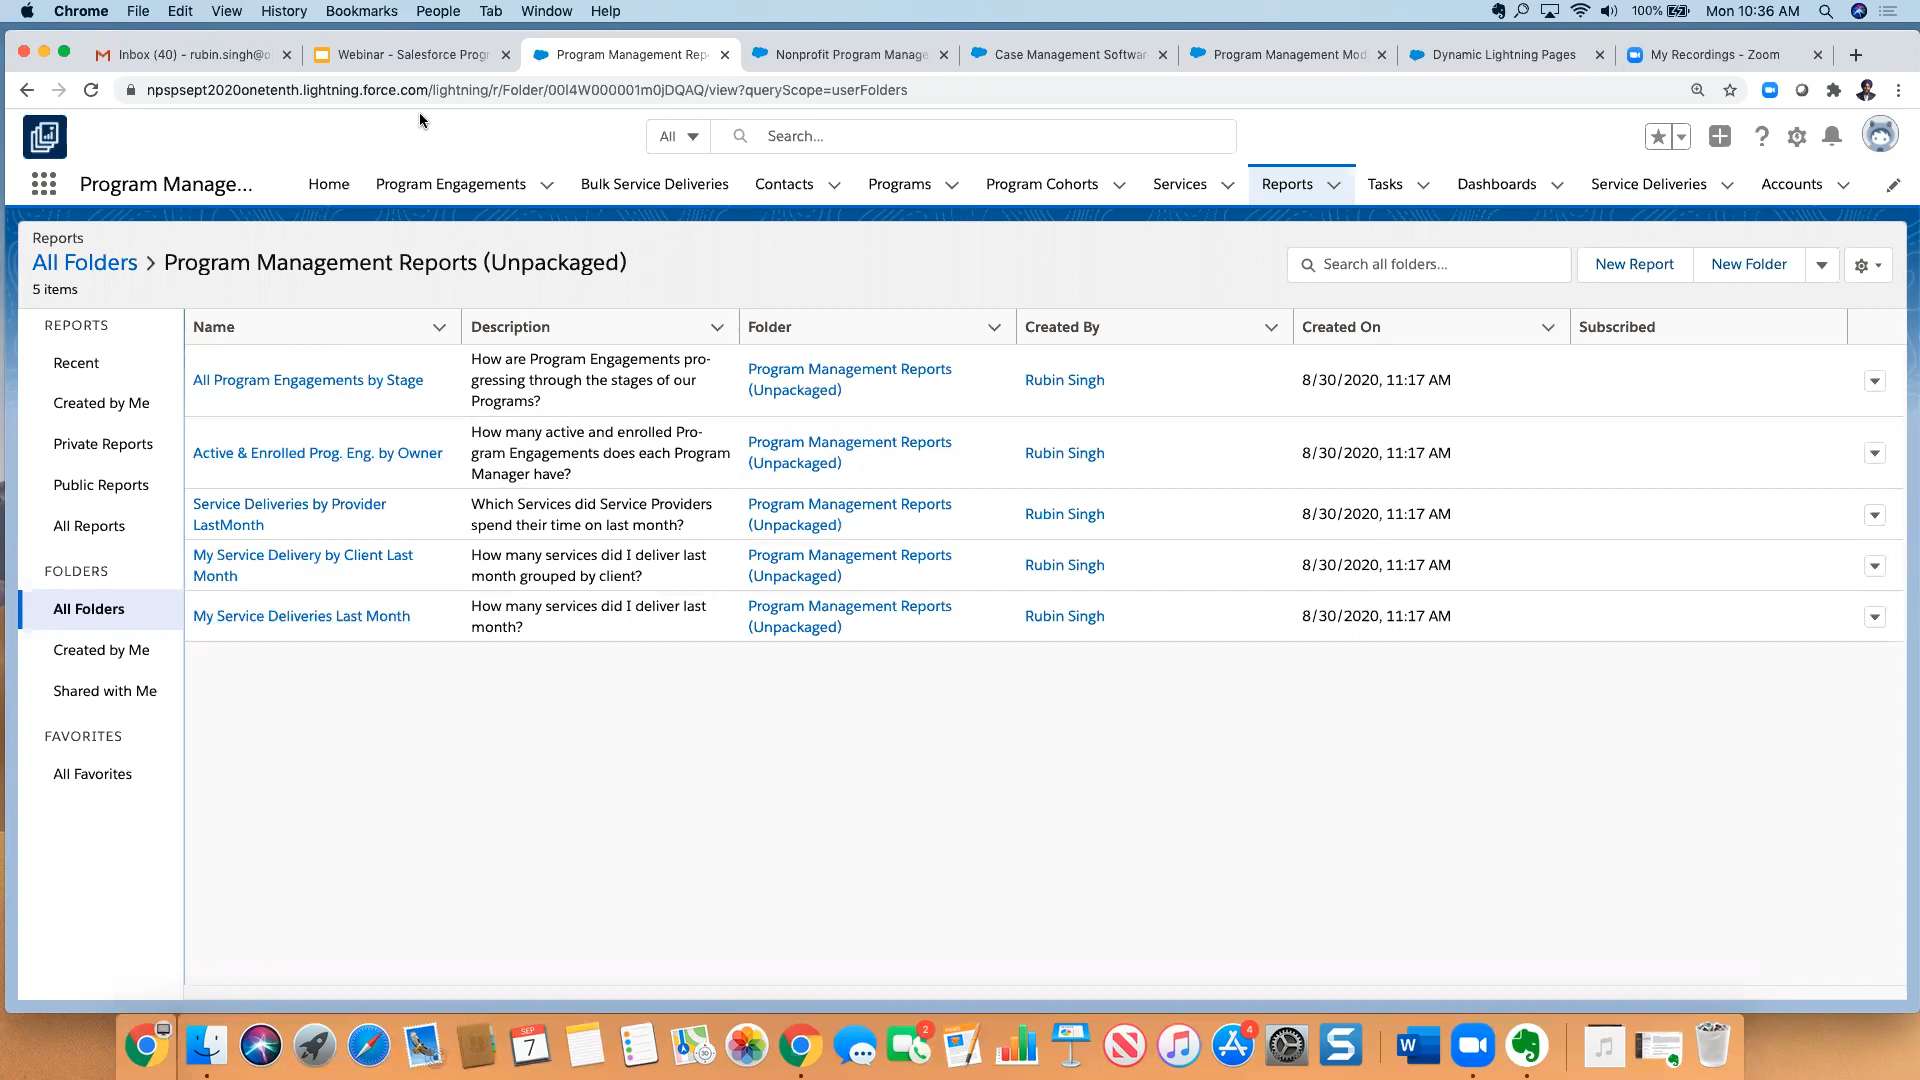 Chrome File Edit View History Bookmarks People Tab Window Help 100% Mon 10:36 AM
Inbox (40) - rubin.singh@o
Webinar - Salesforce Progr
Program Management Rep
Nonprofit Program Manage
Case Management Softwar
Program Management Mod
Dynamic Lightning Pages
My Recordings - Zoom
npspsept2020onetenth.lightning.force.com/lightning/r/Folder/00l4W000001m0jDQAQ/view?queryScope=userFolders
All Search...
Program Manage... Home Program Engagements Bulk Service Deliveries Contacts Programs Program Cohorts Services Reports Tasks Dashboards Service Deliveries Accounts
Reports
All Folders > Program Management Reports (Unpackaged)
5 items
Search all folders... New Report New Folder
REPORTS
Recent
Created by Me
Private Reports
Public Reports
All Reports
FOLDERS
All Folders
Created by Me
Shared with Me
FAVORITES
All Favorites
Name Description Folder Created By Created On Subscribed
All Program Engagements by Stage
How are Program Engagements pro-
gressing through the stages of our
Programs?
Program Management Reports
(Unpackaged)
Rubin Singh
8/30/2020, 11:17 AM
Active & Enrolled Prog. Eng. by Owner
How many active and enrolled Pro-
gram Engagements does each Program
Manager have?
Program Management Reports
(Unpackaged)
Rubin Singh
8/30/2020, 11:17 AM
Service Deliveries by Provider
LastMonth
Which Services did Service Providers
spend their time on last month?
Program Management Reports
(Unpackaged)
Rubin Singh
8/30/2020, 11:17 AM
My Service Delivery by Client Last
Month
How many services did I deliver last
month grouped by client?
Program Management Reports
(Unpackaged)
Rubin Singh
8/30/2020, 11:17 AM
My Service Deliveries Last Month
How many services did I deliver last
month?
Program Management Reports
(Unpackaged)
Rubin Singh
8/30/2020, 11:17 AM
SEP
7
2
4
S
W